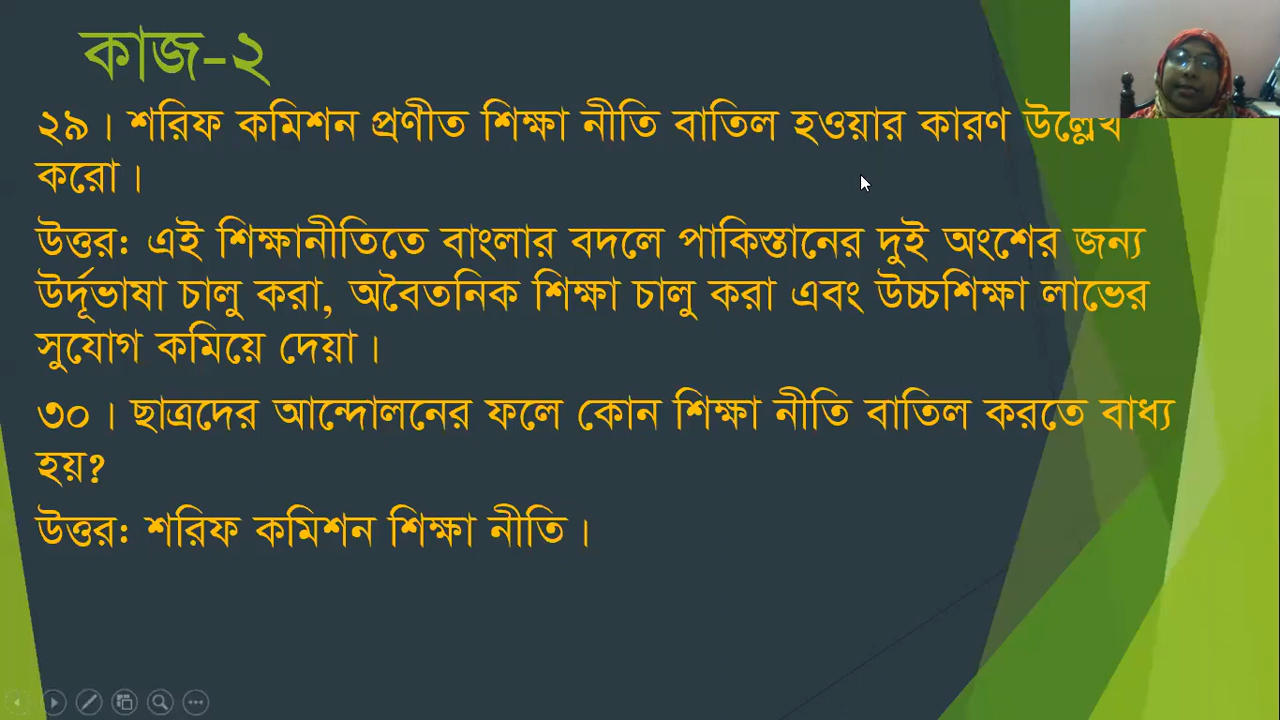 কাজ-২
২৯। শরিফ কমিশন প্রণীত শিক্ষা নীতি বাতিল হওয়ার কারণ উল্লেখ
করো।
উত্তর: এই শিক্ষানীতিতে বাংলার বদলে পাকিস্তানের দুই অংশের জন্য
উর্দূভাষা চালু করা, অবৈতনিক শিক্ষা চালু করা এবং উচ্চশিক্ষা লাভের
সুযোগ কমিয়ে দেয়া।
৩০। ছাত্রদের আন্দোলনের ফলে কোন শিক্ষা নীতি বাতিল করতে বাধ্য
হয়?
উত্তর: শরিফ কমিশন শিক্ষা নীতি।